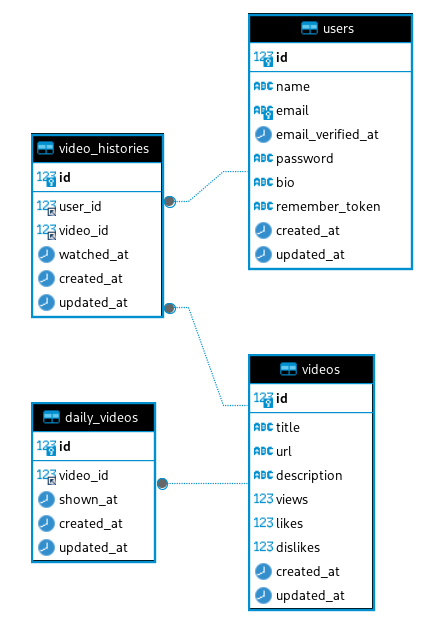 users
123 id
ABC name
ABC email
email_verified_at
ABC password
ABC bio
ABC remember_token
created_at
updated_at
video_histories
123 id
123 user_id
123 video_id
watched_at
created_at
updated_at
videos
123 id
ABC title
ABC url
ABC description
123 views
123 likes
123 dislikes
created_at
updated_at
daily_videos
123 id
123 video_id
shown_at
created_at
updated_at